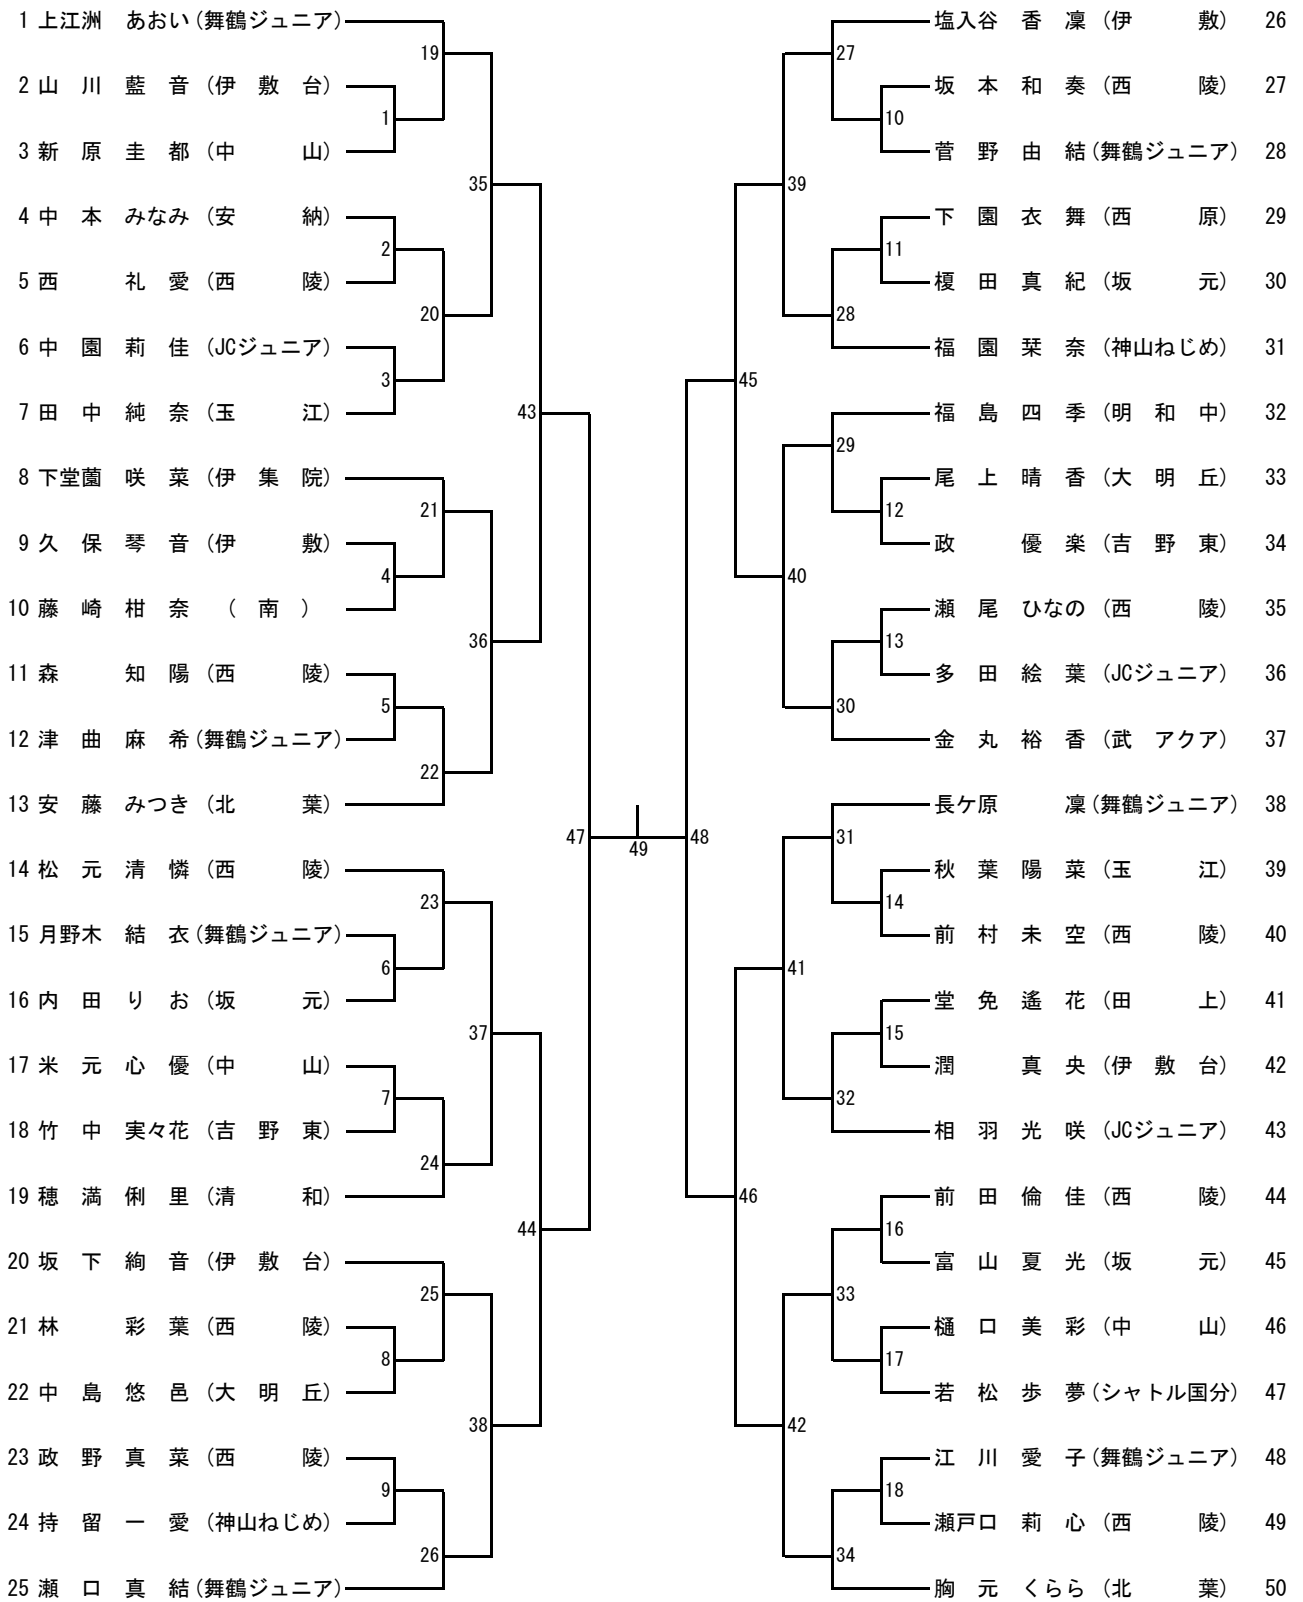 1 上江洲 あおい (舞鶴ジュニア)
19
2 山川 藍音 (伊敷台)
1
3 新原 圭都 (中山)
35
4 中本 みなみ (安納)
2
5 西 礼愛 (西陵)
20
6 中園 莉佳 (JCジュニア)
3
7 田中 純奈 (玉江)
43
8 下堂薗 咲菜 (伊集院)
21
9 久保 琴音 (伊敷)
4
10 藤崎 柑奈 (南)
36
11 森 知陽 (西陵)
5
12 津曲 麻希 (舞鶴ジュニア)
22
13 安藤 みつき (北葉)
47
49
48
14 松元 清憐 (西陵)
23
15 月野木 結衣 (舞鶴ジュニア)
6
16 内田 りお (坂元)
37
17 米元 心優 (中山)
7
18 竹中 実々花 (吉野東)
24
19 穂満 俐里 (清和)
44
20 坂下 絢音 (伊敷台)
25
21 林 彩葉 (西陵)
8
22 中島 悠邑 (大明丘)
38
23 政野 真菜 (西陵)
9
24 持留 一愛 (神山ねじめ)
26
25 瀬口 真結 (舞鶴ジュニア)
塩入谷 香凜 (伊敷) 26
27
坂本 和奏 (西陵) 27
10
菅野 由結 (舞鶴ジュニア) 28
39
下園 衣舞 (西原) 29
11
榎田 真紀 (坂元) 30
28
福園 栞奈 (神山ねじめ) 31
45
福島 四季 (明和中) 32
29
尾上 晴香 (大明丘) 33
12
政 優楽 (吉野東) 34
40
瀬尾 ひなの (西陵) 35
13
多田 絵葉 (JCジュニア) 36
30
金丸 裕香 (武アクア) 37
長ケ原 凜 (舞鶴ジュニア) 38
31
秋葉 陽菜 (玉江) 39
14
前村 未空 (西陵) 40
41
堂免 遙花 (田上) 41
15
潤 真央 (伊敷台) 42
32
相羽 光咲 (JCジュニア) 43
46
前田 倫佳 (西陵) 44
16
富山 夏光 (坂元) 45
33
樋口 美彩 (中山) 46
17
若松 歩夢 (シャトル国分) 47
42
江川 愛子 (舞鶴ジュニア) 48
18
瀬戸口 莉心 (西陵) 49
34
胸元 くらら (北葉) 50